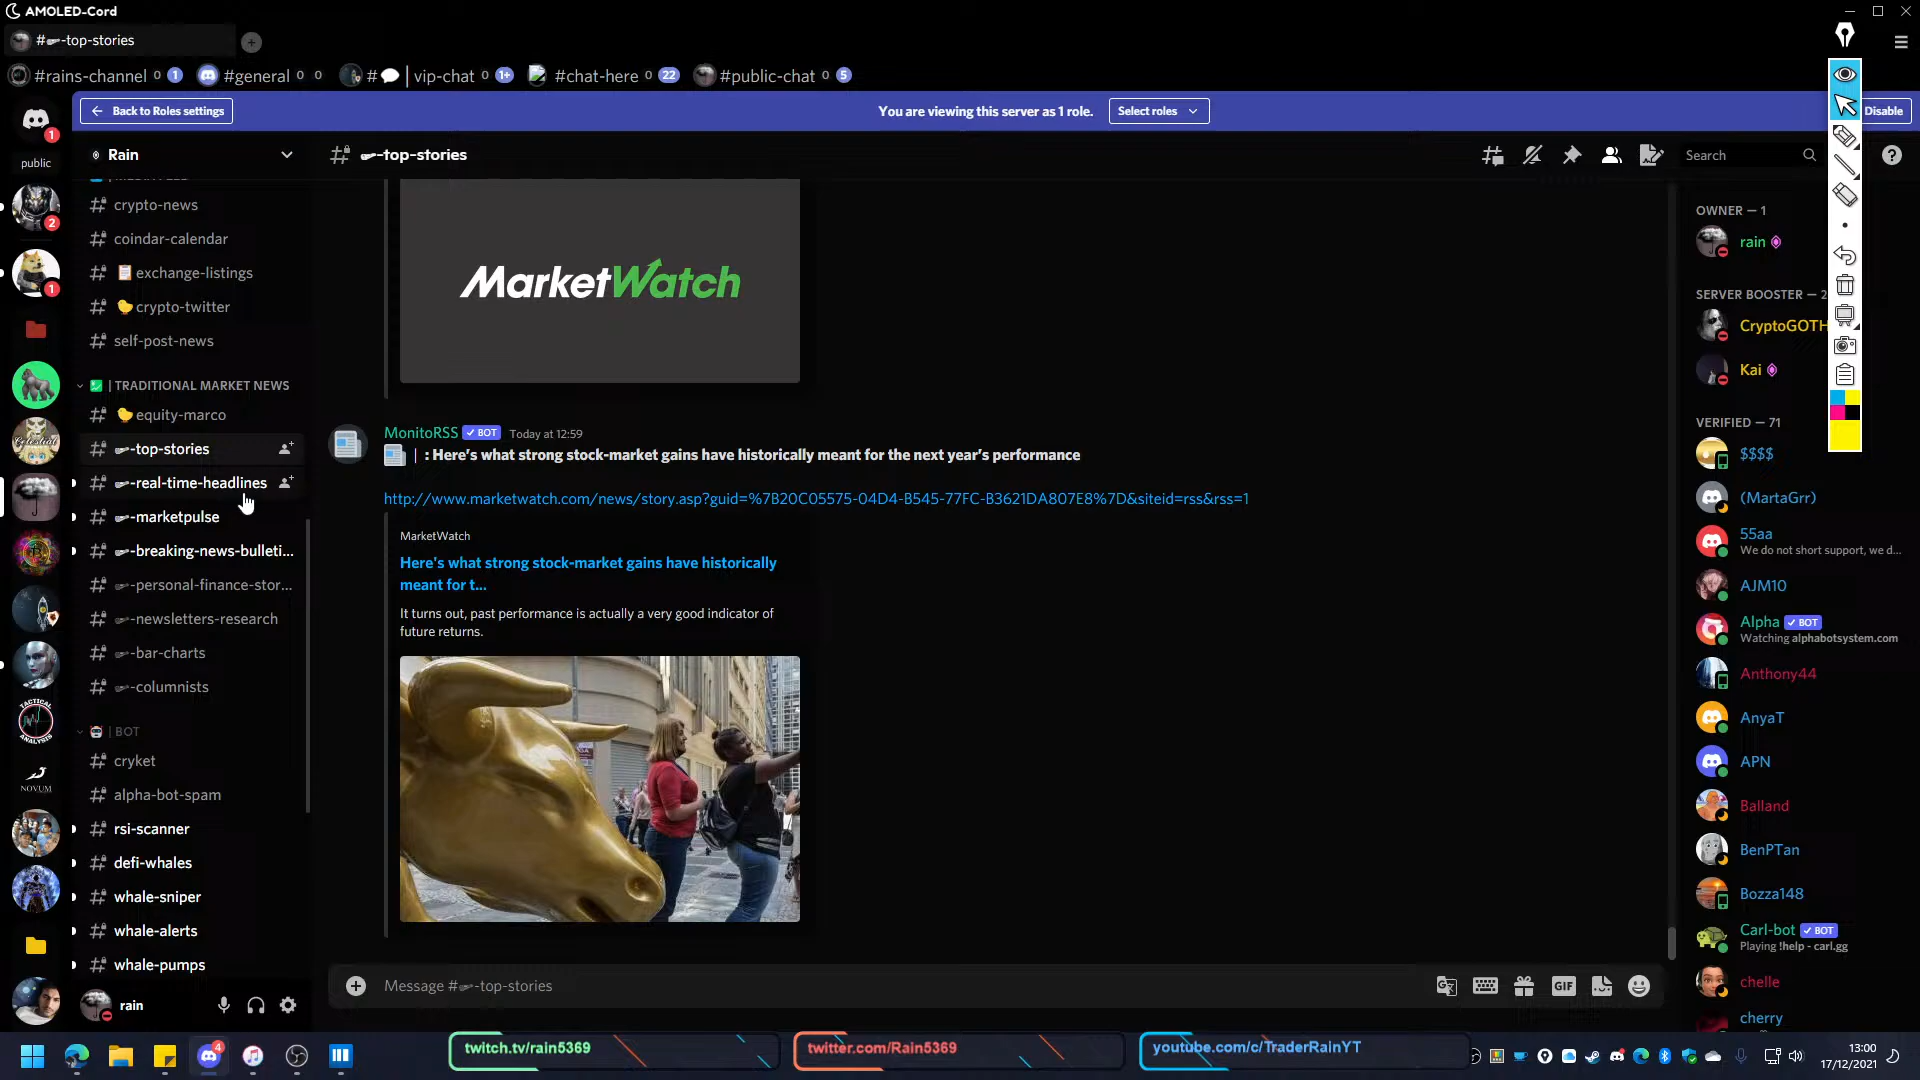 AMOLED-Cord
#-top-stories
#rains-channel 0 1
#general 0 0
# | vip-chat 0 1+
#chat-here 0 22
#public-chat 0 5
Back to Roles settings
You are viewing this server as 1 role.
Select roles
Disable
public
1
2
1
Rain
crypto-news
coindar-calendar
exchange-listings
crypto-twitter
self-post-news
| TRADITIONAL MARKET NEWS
equity-marco
-top-stories
-real-time-headlines
-marketpulse
-breaking-news-bulleti...
-personal-finance-stor...
-newsletters-research
-bar-charts
-columnists
| BOT
cryket
alpha-bot-spam
rsi-scanner
defi-whales
whale-sniper
whale-alerts
whale-pumps
rain
Celestial
TACTICAL
ANALYSIS
NOVUM
-top-stories
Search
MarketWatch
MonitoRSS BOT Today at 12:59
| : Here's what strong stock-market gains have historically meant for the next year's performance
http://www.marketwatch.com/news/story.asp?guid=%7B20C05575-04D4-B545-77FC-B3621DA807E8%7D&siteid=rss&rss=1
MarketWatch
Here's what strong stock-market gains have historically
meant for t...
It turns out, past performance is actually a very good indicator of
future returns.
Message #-top-stories
GIF
OWNER — 1
rain
SERVER BOOSTER — 2
CryptoGOTH
Kai
VERIFIED — 71
$$$$
(MartaGrr)
55aa
We do not short support, we d...
AJM10
Alpha BOT
Watching alphabotsystem.com
Anthony44
AnyaT
APN
Balland
BenPTan
Bozza148
Carl-bot BOT
Playing !help - carl.gg
chelle
cherry
4
twitch.tv/rain5369
twitter.com/Rain5369
youtube.com/c/TraderRainYT
13:00
17/12/2021